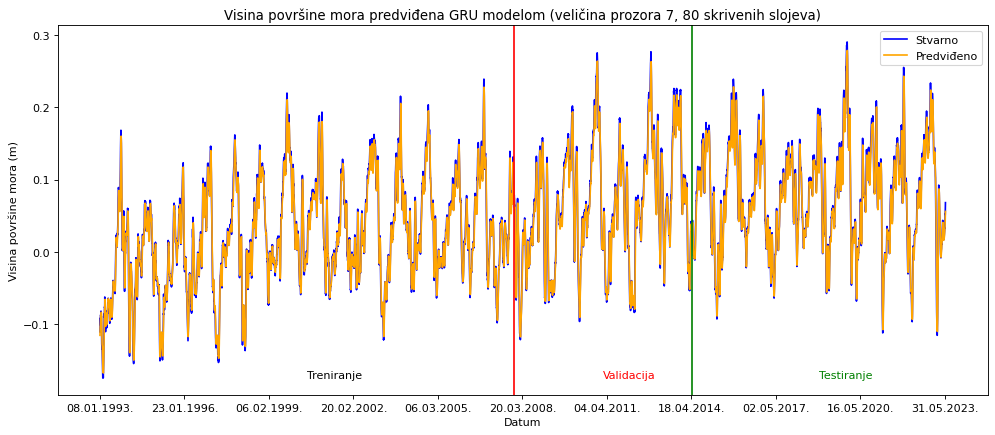 Visina površine mora predviđena GRU modelom (veličina prozora 7, 80 skrivenih slojeva)
Stvarno
Predviđeno
Visina površine mora (m)
0.3
0.2
0.1
0.0
−0.1
Treniranje
Validacija
Testiranje
08.01.1993. 23.01.1996. 06.02.1999. 20.02.2002. 06.03.2005. 20.03.2008. 04.04.2011. 18.04.2014. 02.05.2017. 16.05.2020. 31.05.2023.
Datum